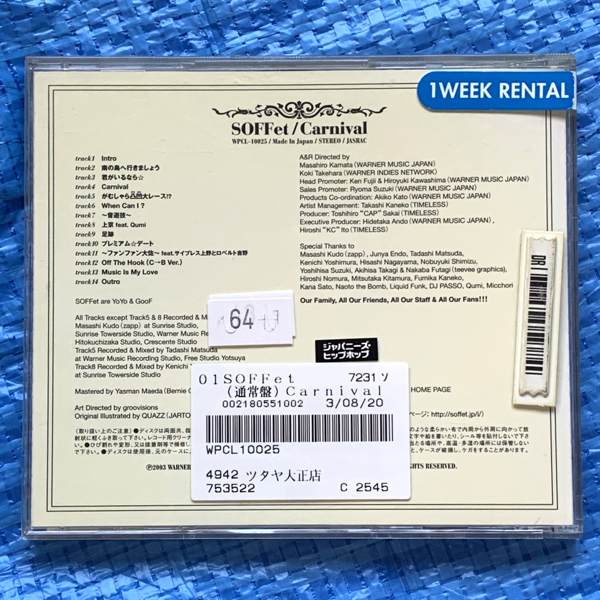 1WEEK RENTAL
SOFFet/Carnival
WPCL-10025 / Made In Japan / STEREO / JASRAC
track1 Intro
track2 南の島へ行きましょう
track3 君がいるなら☆
track4 Carnival
track5 がむしゃら凸凹大レース!?
track6 When Can I ?
track7 〜音遊技〜
track8 上京 feat. Qumi
track9 足跡
track10 プレミアム☆デート
track11 〜ファンファン大佐〜 feat.サイプレス上野とロベルト吉野
track12 Off The Hook (C→B Ver.)
track13 Music Is My Love
track14 Outro
SOFFet are YoYo & GooF
All Tracks except Track5 & 8 Recorded & M
Masashi Kudo(zapp) at Sunrise Studio,
Sunrise Towerside Studio, Warner Music Recording
Hitokuchizaka Studio, Crescente Studio
Track5 Recorded & Mixed by Tadashi Matsuda
at Warner Music Recording Studio, Free Studio Yotsuya
Track8 Recorded & Mixed by Kenichi
at Sunrise Towerside Studio
Mastered by Yasman Maeda (Bernie G
Art Directed by groovisions
Original Illustrated by QUAZZ (JARTO
A&R Directed by
Masahiro Kamata (WARNER MUSIC JAPAN)
Koki Takehara (WARNER INDIES NETWORK)
Head Promoter: Ken Fujii & Hiroyuki Kawashima (WARNER MUSIC JAPAN)
Sales Promoter: Ryoma Suzuki (WARNER MUSIC JAPAN)
Products Co-ordination: Akiko Kato (WARNER MUSIC JAPAN)
Artist Management: Takashi Kaneko (TIMELESS)
Producer: Toshihiro "CAP" Sakai (TIMELESS)
Executive Producer: Hidetaka Ando (WARNER MUSIC JAPAN),
Hiroshi "KC" Ito (TIMELESS)
Special Thanks to
Masashi Kudo (zapp), Junya Endo, Tadashi Matsuda,
Kenichi Yoshimura, Hisashi Nagayama, Nobuyuki Shimizu,
Yoshihisa Suzuki, Akihisa Takagi & Nakaba Futagi (teevee graphics),
Hiroshi Nomura, Mitsutaka Kitamura, Fumika Kaneko,
Kana Sato, Naoto the Bomb, Liquid Funk, DJ PASSO, Qumi, Micchori
Our Family, All Our Friends, All Our Staff & All Our Fans!!!
64
ジャパニーズ・
ヒップホップ
HOME PAGE
ページ: http://soffet.jp/i/
01SOFFet 7231ソ
(通常盤)Carnival
002180551002 3/08/20
WPCL10025
4942 ツタヤ大正店
753522 C 2545
℗©2003 WARNER